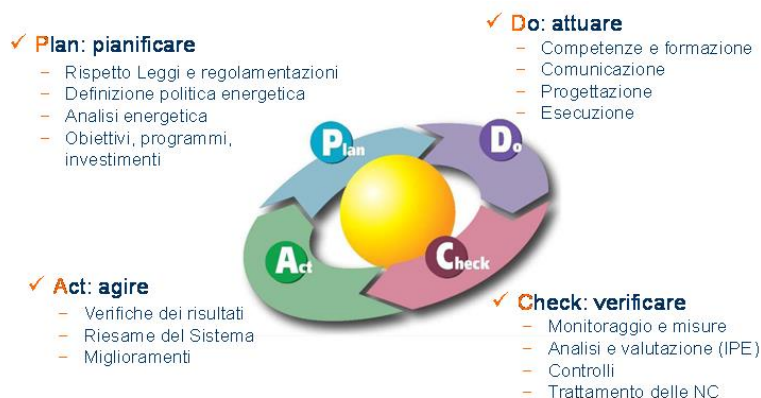 ✓ Plan: pianificare
– Rispetto Leggi e regolamentazioni
– Definizione politica energetica
– Analisi energetica
– Obiettivi, programmi,
investimenti
✓ Do: attuare
– Competenze e formazione
– Comunicazione
– Progettazione
– Esecuzione
Plan
Do
Act
Check
✓ Act: agire
– Verifiche dei risultati
– Riesame del Sistema
– Miglioramenti
✓ Check: verificare
– Monitoraggio e misure
– Analisi e valutazione (IPE)
– Controlli
– Trattamento delle NC